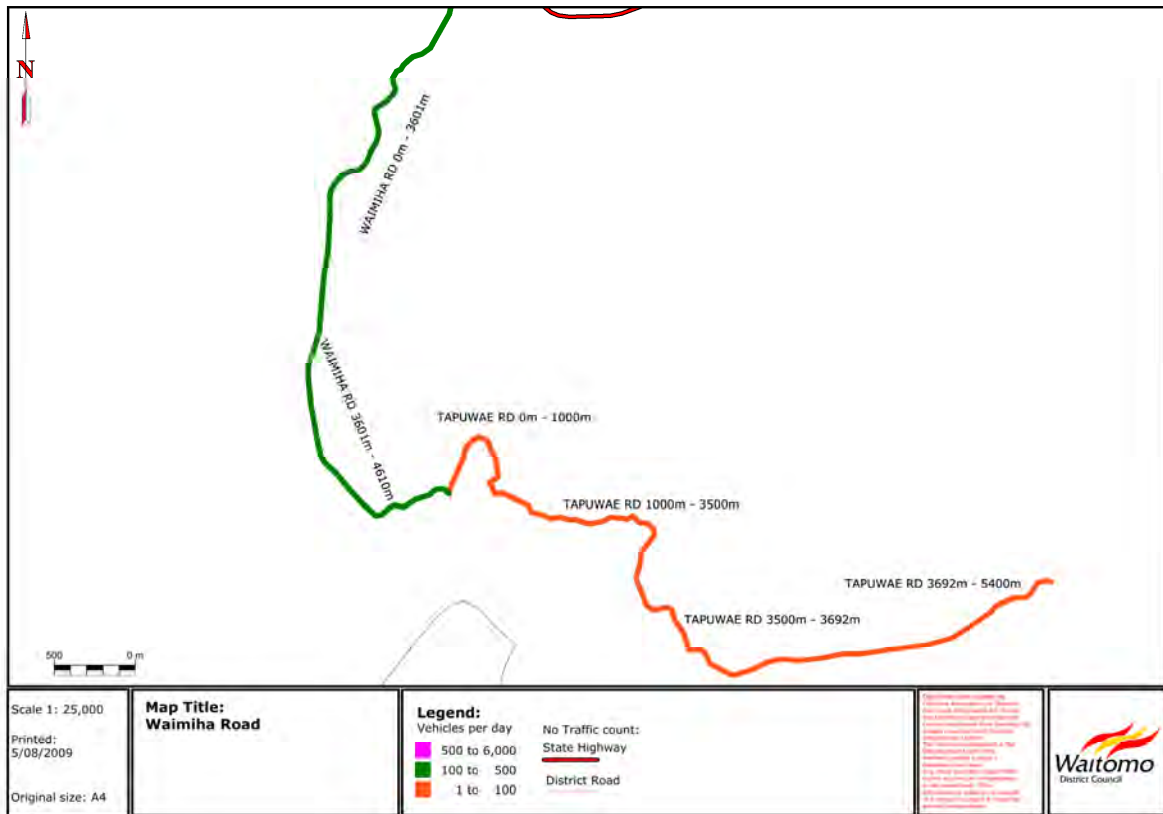 N
WAIMIHA RD 0m - 3601m
WAIMIHA RD 3601m - 4610m
TAPUWAE RD 0m - 1000m
TAPUWAE RD 1000m - 3500m
TAPUWAE RD 3692m - 5400m
TAPUWAE RD 3500m - 3692m
500 0 m
Scale 1: 25,000
Printed:
5/08/2009
Original size: A4
Map Title:
Waimiha Road
Legend:
Vehicles per day
500 to 6,000
100 to 500
1 to 100
No Traffic count:
State Highway
District Road
Waitomo
District Council